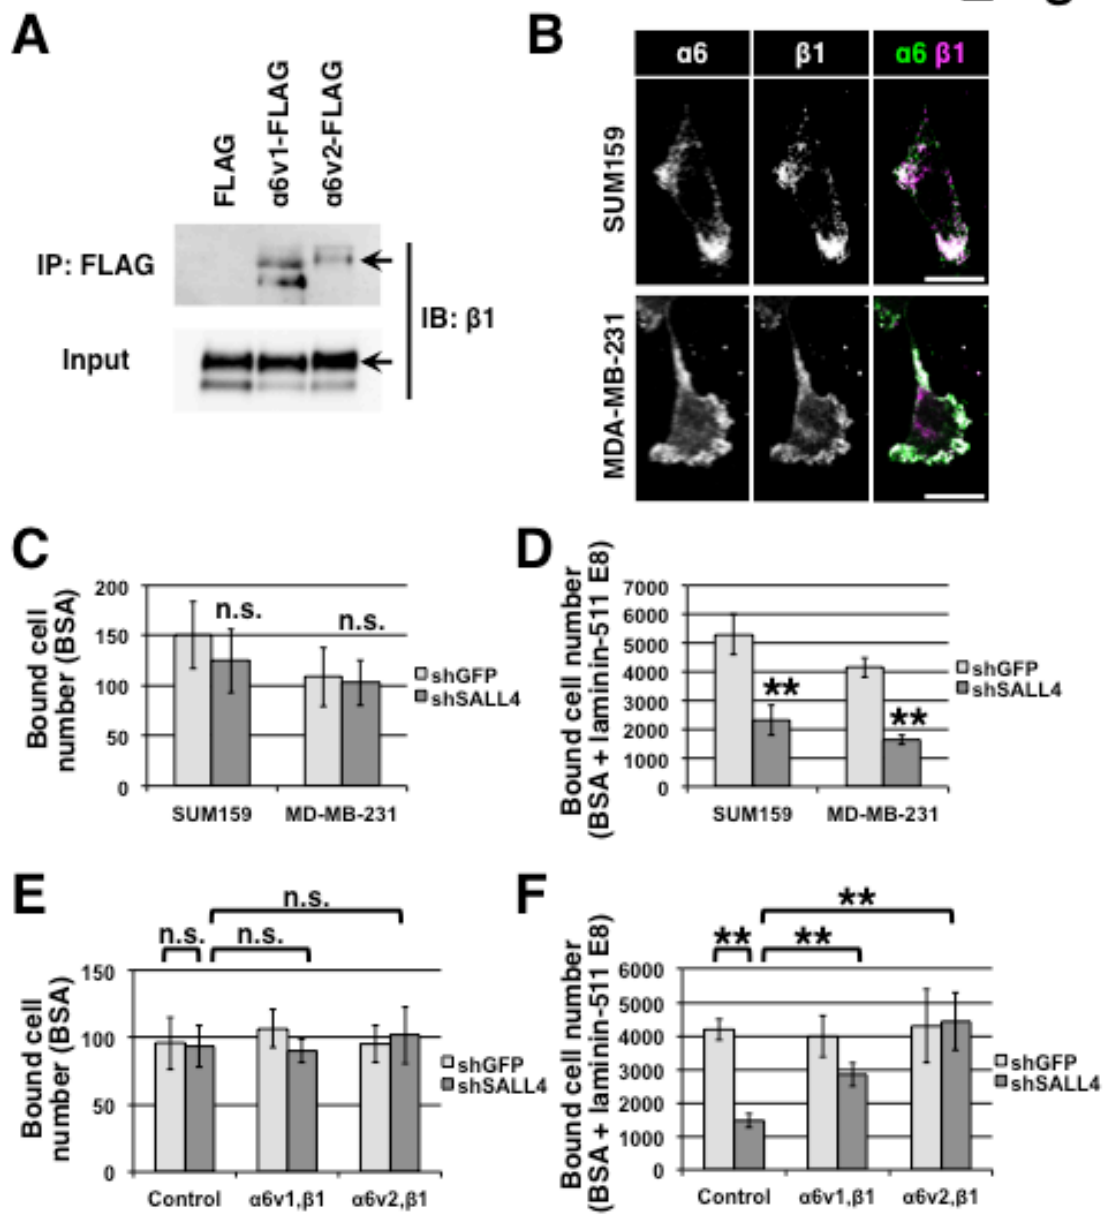 A
FLAG
α6v1-FLAG
α6v2-FLAG
IP: FLAG
Input
IB: β1
B
α6
β1
α6 β1
SUM159
MDA-MB-231
C
Bound cell
number (BSA)
200
150
100
50
0
n.s.
n.s.
shGFP
shSALL4
SUM159
MD-MB-231
D
Bound cell number
(BSA + laminin-511 E8)
7000
6000
5000
4000
3000
2000
1000
0
**
**
shGFP
shSALL4
SUM159
MD-MB-231
E
n.s.
n.s.
n.s.
Bound cell
number (BSA)
150
100
50
0
shGFP
shSALL4
Control
α6v1,β1
α6v2,β1
F
**
**
**
Bound cell number
(BSA + laminin-511 E8)
6000
5000
4000
3000
2000
1000
0
shGFP
shSALL4
Control
α6v1,β1
α6v2,β1